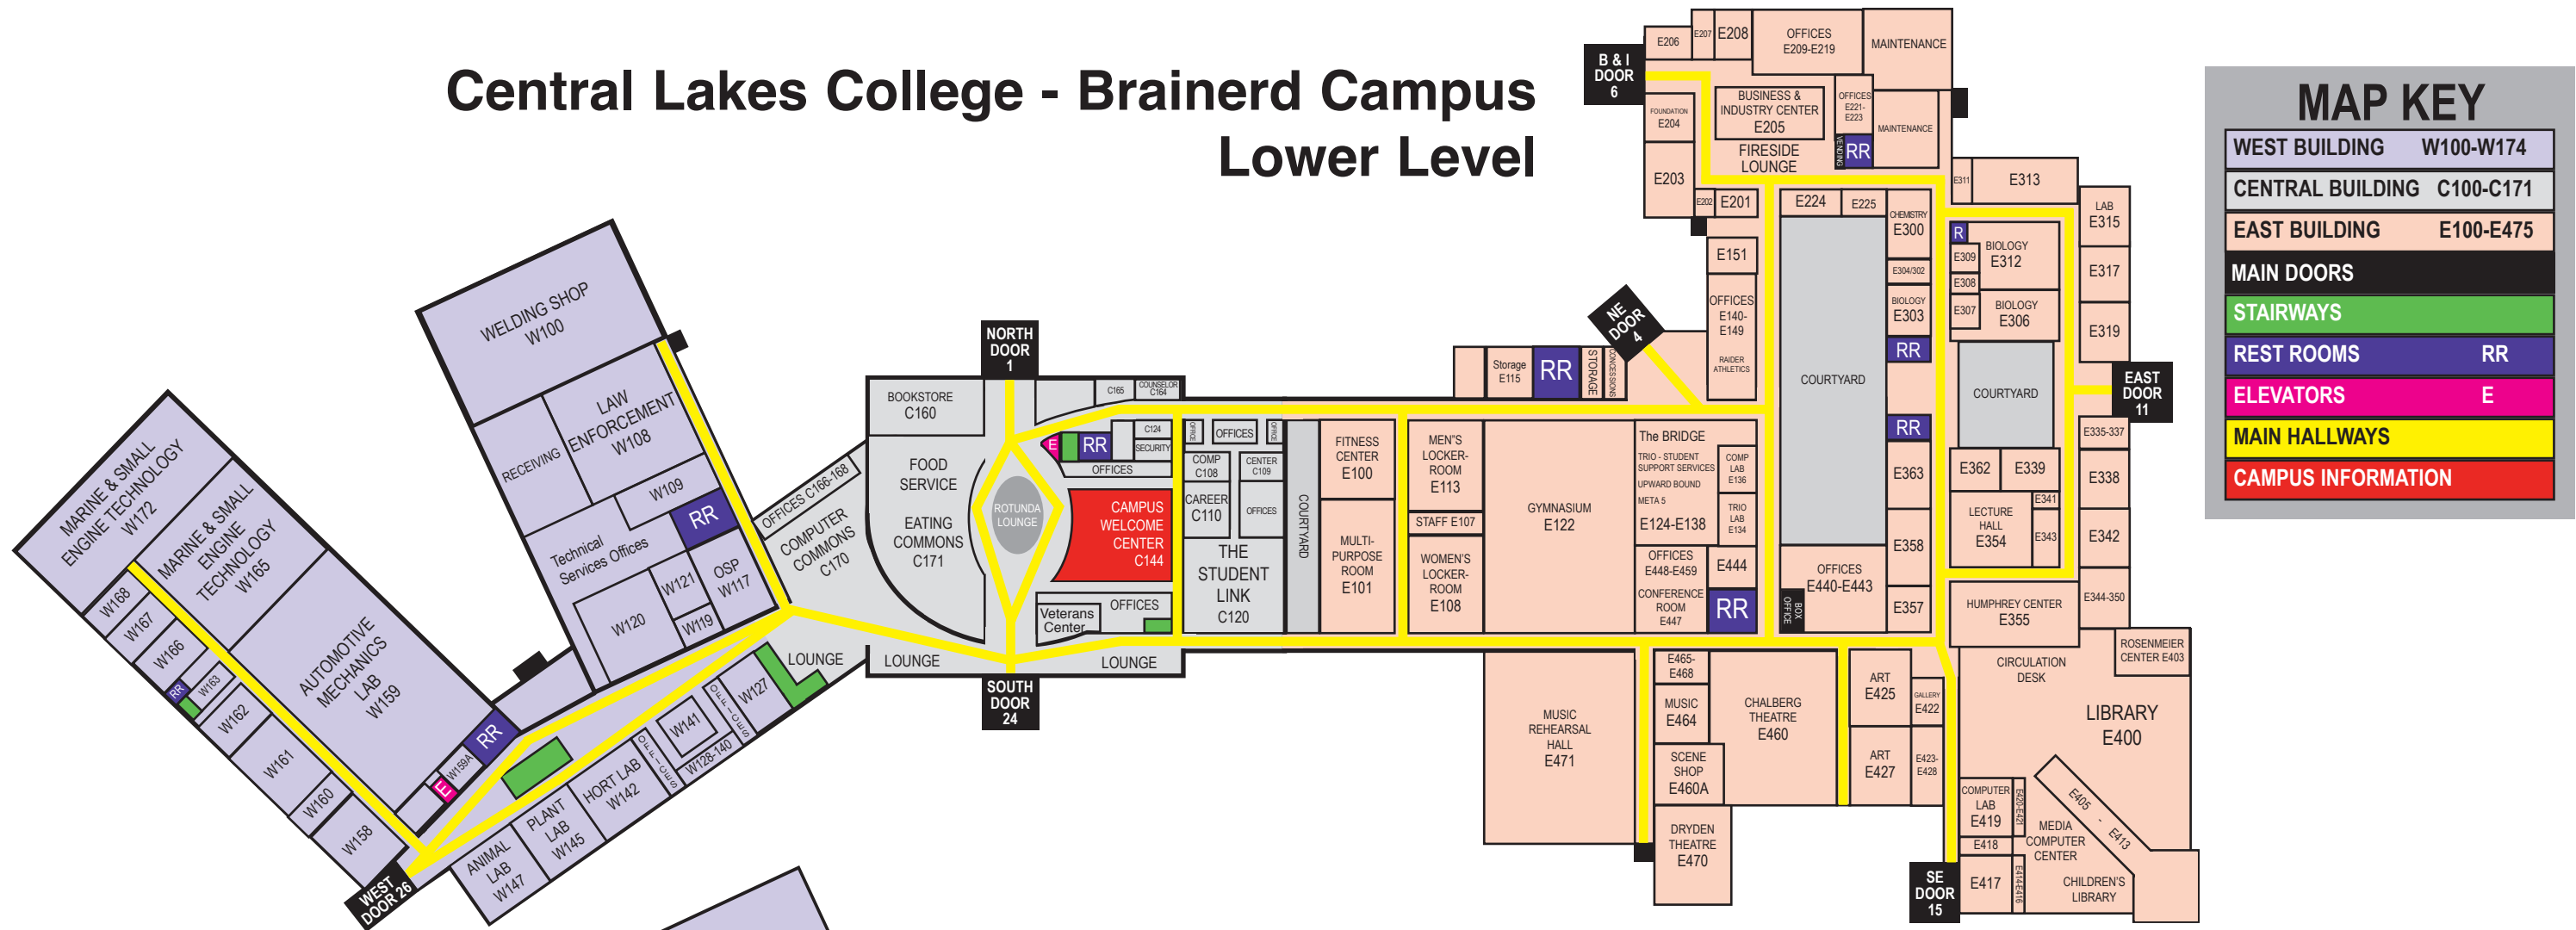 Central Lakes College - Brainerd Campus
Lower Level
MAP KEY
WEST BUILDING W100-W174
CENTRAL BUILDING C100-C171
EAST BUILDING E100-E475
MAIN DOORS
STAIRWAYS
REST ROOMS RR
ELEVATORS E
MAIN HALLWAYS
CAMPUS INFORMATION
MARINE & SMALL
ENGINE TECHNOLOGY
W172
MARINE & SMALL
ENGINE
TECHNOLOGY
W165
AUTOMOTIVE
MECHANICS
LAB
W159
W168
W167
W166
RR
W163
W162
W161
W160
W158
W159A
E
RR
WEST
DOOR 26
WELDING SHOP
W100
RECEIVING
LAW
ENFORCEMENT
W108
W109
RR
Technical
Services Offices
W120
W121
W119
OSP
W117
ANIMAL
LAB
W147
PLANT
LAB
W145
HORT LAB
W142
OFFICES
W141
W128-140
OFFICES
W127
LOUNGE
OFFICES C166-168
COMPUTER
COMMONS
C170
BOOKSTORE
C160
FOOD
SERVICE
EATING
COMMONS
C171
LOUNGE
NORTH
DOOR
1
ROTUNDA
LOUNGE
SOUTH
DOOR
24
C165
COUNSELOR
C164
E
RR
C124
SECURITY
OFFICES
CAMPUS
WELCOME
CENTER
C144
Veterans
Center
OFFICES
LOUNGE
OFFICE
OFFICES
OFFICE
COMP
C108
CENTER
C109
CAREER
C110
OFFICES
THE
STUDENT
LINK
C120
COURTYARD
FITNESS
CENTER
E100
MULTI-
PURPOSE
ROOM
E101
MEN"S
LOCKER-
ROOM
E113
STAFF E107
WOMEN'S
LOCKER-
ROOM
E108
GYMNASIUM
E122
Storage
E115
RR
STORAGE
CONCESSIONS
NE
DOOR
4
The BRIDGE
TRIO - STUDENT
SUPPORT SERVICES
UPWARD BOUND
META 5
E124-E138
COMP
LAB
E136
TRIO
LAB
E134
OFFICES
E448-E459
E444
CONFERENCE
ROOM
E447
RR
B & I
DOOR
6
E206
E207
E208
OFFICES
E209-E219
MAINTENANCE
FOUNDATION
E204
BUSINESS &
INDUSTRY CENTER
E205
OFFICES
E221-
E223
MAINTENANCE
VENDING
RR
FIRESIDE
LOUNGE
E203
E202
E201
E151
OFFICES
E140-
E149
RAIDER
ATHLETICS
E224
E225
COURTYARD
CHEMISTRY
E300
E304/302
BIOLOGY
E303
RR
RR
E363
E358
E357
OFFICES
E440-E443
BOX
OFFICE
E311
E313
R
E309
E308
E307
BIOLOGY
E312
BIOLOGY
E306
COURTYARD
E362
E339
LECTURE
HALL
E354
E341
E343
LAB
E315
E317
E319
EAST
DOOR
11
E335-337
E338
E342
E344-350
HUMPHREY CENTER
E355
ROSENMEIER
CENTER E403
CIRCULATION
DESK
LIBRARY
E400
COMPUTER
LAB
E419
E420-E421
E418
E417
E414-E416
MEDIA
COMPUTER
CENTER
E405 - E413
CHILDREN'S
LIBRARY
SE
DOOR
15
MUSIC
REHEARSAL
HALL
E471
E465-
E468
MUSIC
E464
SCENE
SHOP
E460A
DRYDEN
THEATRE
E470
CHALBERG
THEATRE
E460
ART
E425
GALLERY
E422
ART
E427
E423-
E428